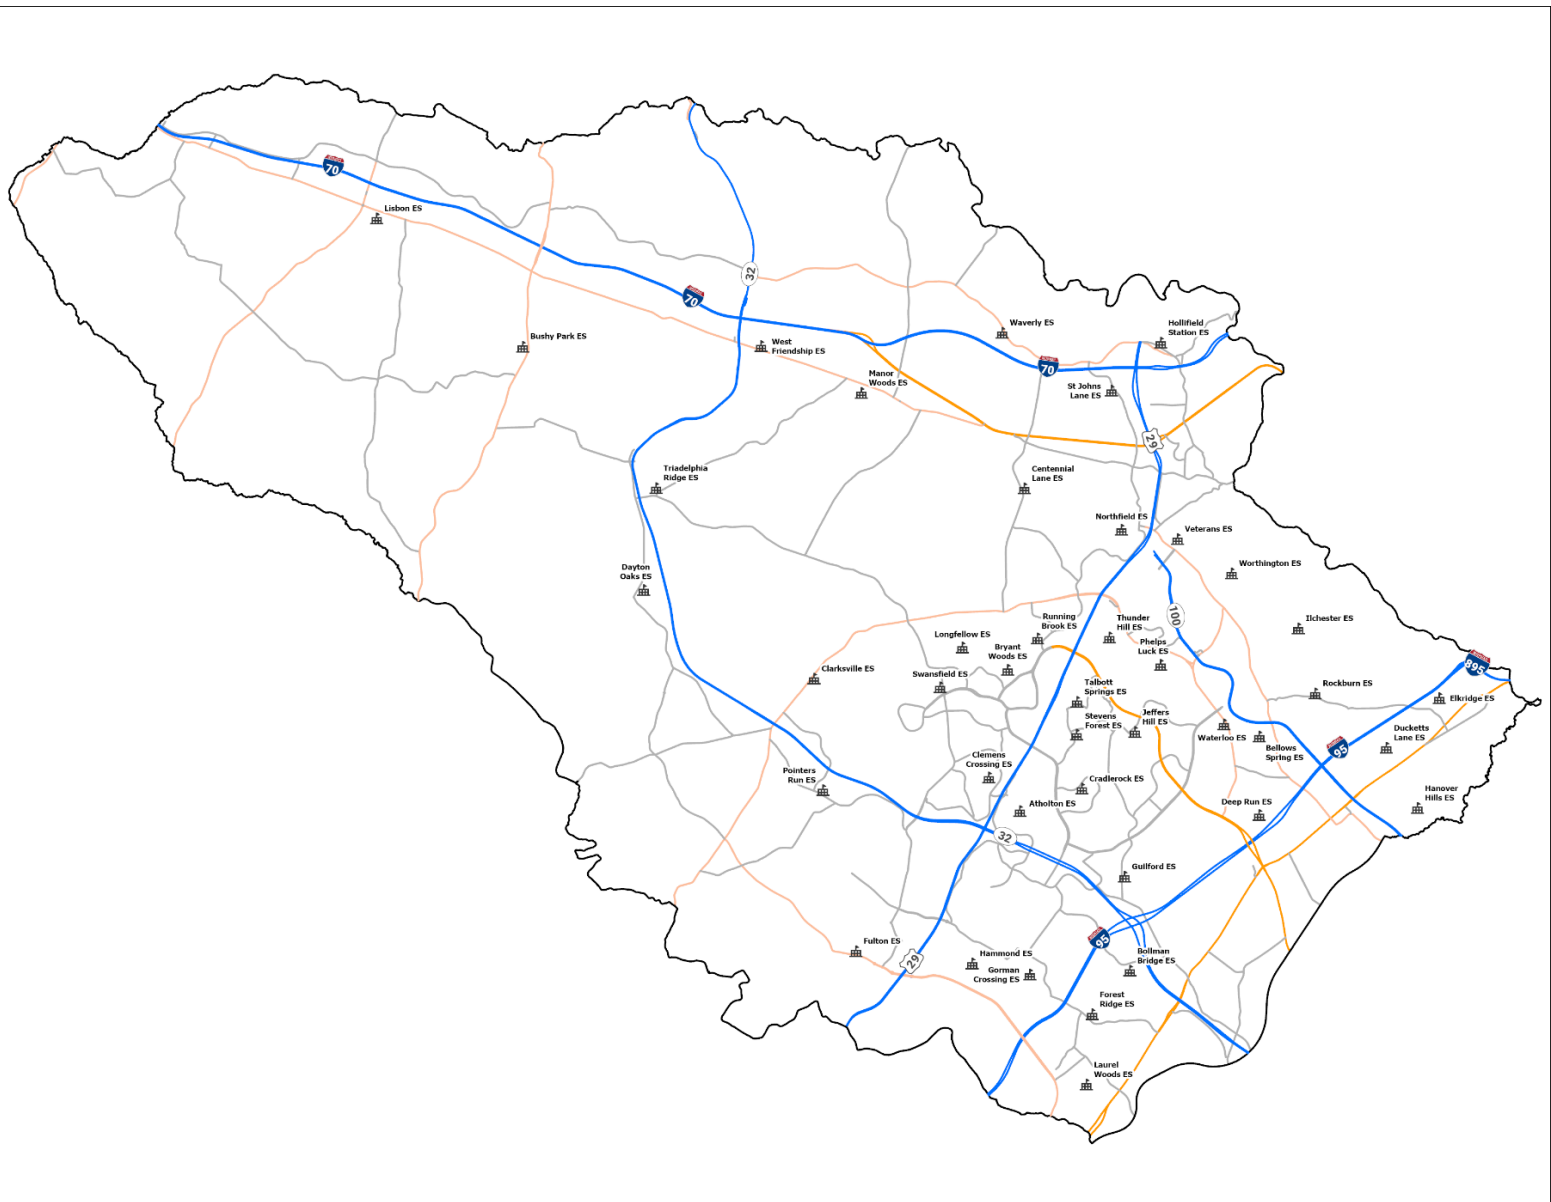 70
Lisbon ES
32
70
Bushy Park ES
West
Friendship ES
Manor
Woods ES
Waverly ES
Hollifield
Station ES
70
St Johns
Lane ES
29
Triadelphia
Ridge ES
Centennial
Lane ES
Northfield ES
Veterans ES
Worthington ES
Dayton
Oaks ES
100
Ilchester ES
Running
Brook ES
Thunder
Hill ES
Longfellow ES
Bryant
Woods ES
Phelps
Luck ES
Clarksville ES
Swansfield ES
895
Talbott
Springs ES
Rockburn ES
Elkridge ES
Stevens
Forest ES
Jeffers
Hill ES
Waterloo ES
Bellows
Spring ES
95
Ducketts
Lane ES
Clemens
Crossing ES
Pointers
Run ES
Cradlerock ES
Hanover
Hills ES
Atholton ES
Deep Run ES
32
Guilford ES
Fulton ES
29
95
Hammond ES
Gorman
Crossing ES
Bollman
Bridge ES
Forest
Ridge ES
Laurel
Woods ES